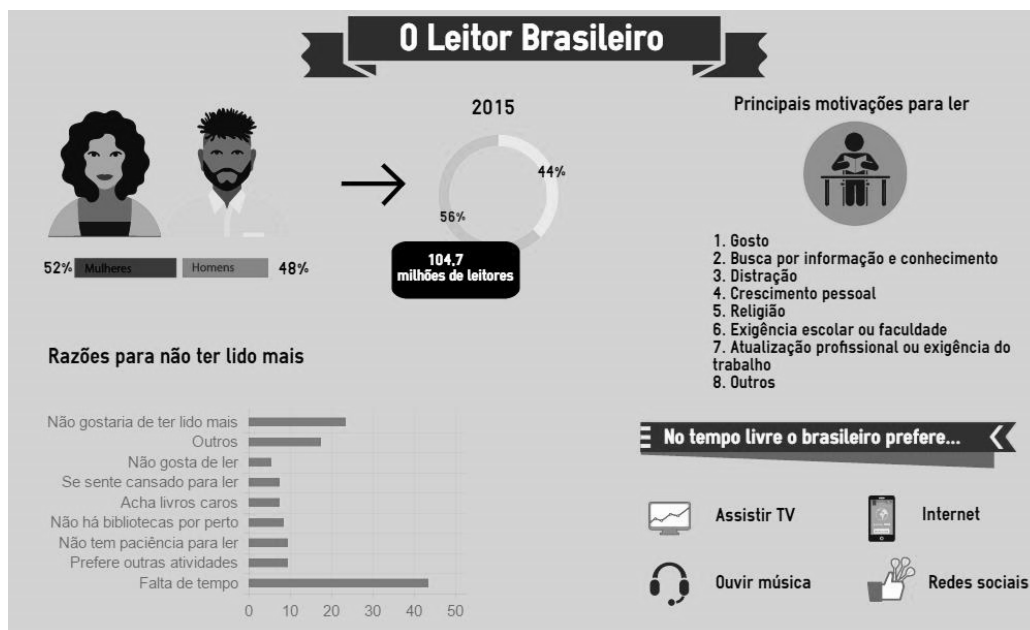 O Leitor Brasileiro
52%
Mulheres
Homens
48%
2015
44%
56%
104,7
milhões de leitores
Principais motivações para ler
1. Gosto
2. Busca por informação e conhecimento
3. Distração
4. Crescimento pessoal
5. Religião
6. Exigência escolar ou faculdade
7. Atualização profissional ou exigência do
trabalho
8. Outros
Razões para não ter lido mais
Não gostaria de ter lido mais
Outros
Não gosta de ler
Se sente cansado para ler
Acha livros caros
Não há bibliotecas por perto
Não tem paciência para ler
Prefere outras atividades
Falta de tempo
0 10 20 30 40 50
No tempo livre o brasileiro prefere...
Assistir TV
Internet
Ouvir música
Redes sociais